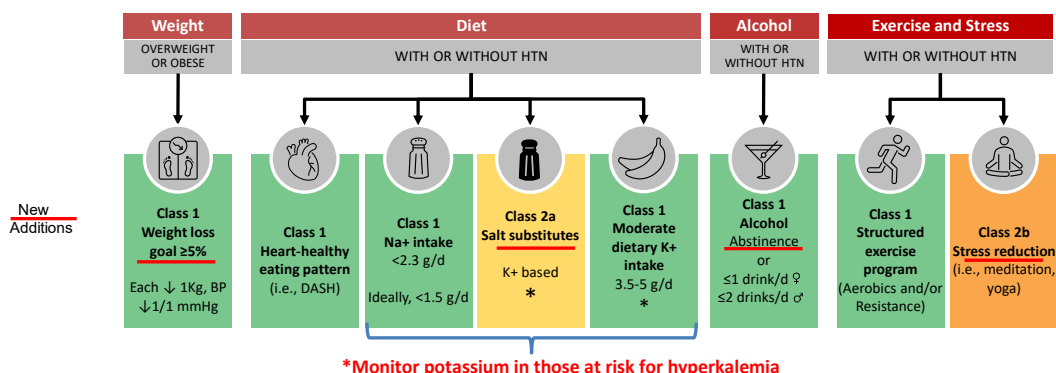 Weight
Diet
Alcohol
Exercise and Stress
OVERWEIGHT
OR OBESE
WITH OR WITHOUT HTN
WITH OR
WITHOUT HTN
WITH OR WITHOUT HTN
New
Additions
Class 1
Weight loss
goal ≥5%
Each ↓ 1Kg, BP
↓1/1 mmHg
Class 1
Heart-healthy
eating pattern
(i.e., DASH)
Class 1
Na+ intake
<2.3 g/d
Ideally, <1.5 g/d
Class 2a
Salt substitutes
K+ based
*
Class 1
Moderate
dietary K+
intake
3.5-5 g/d
*
Class 1
Alcohol
Abstinence
or
≤1 drink/d ♀
≤2 drinks/d ♂
Class 1
Structured
exercise
program
(Aerobics and/or
Resistance)
Class 2b
Stress reduction
(i.e., meditation,
yoga)
*Monitor potassium in those at risk for hyperkalemia